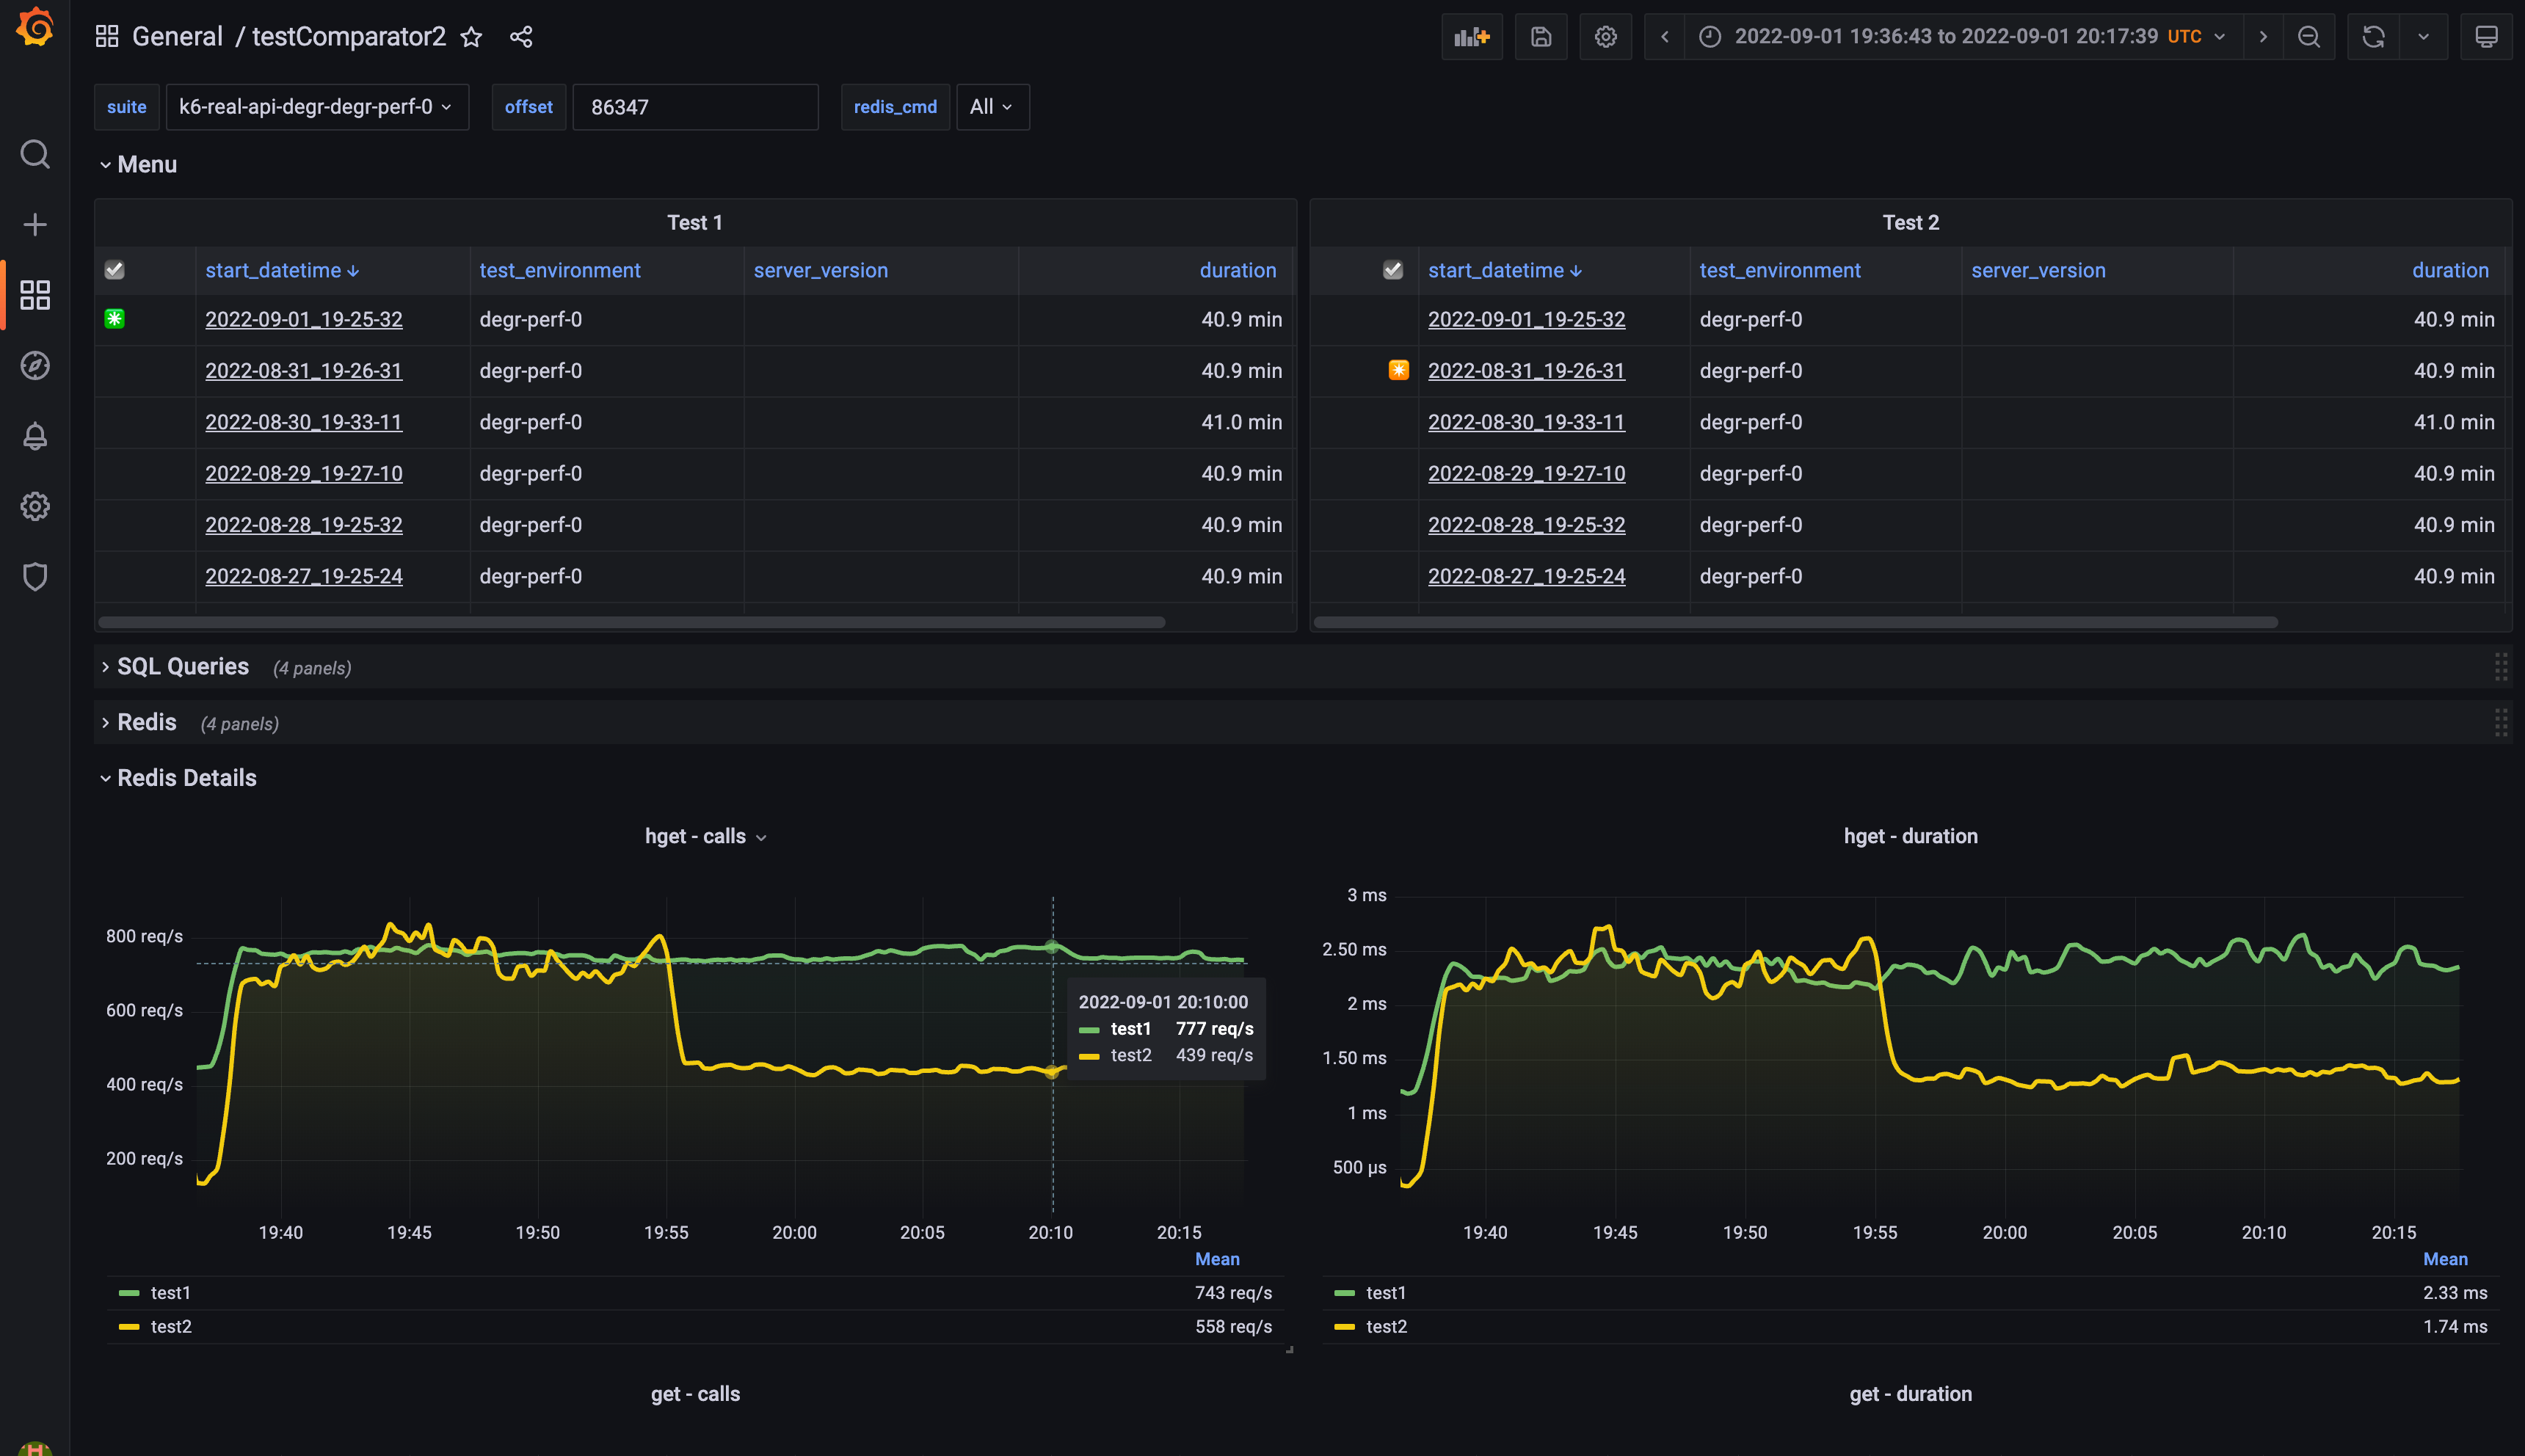 General / testComparator2
2022-09-01 19:36:43 to 2022-09-01 20:17:39 UTC
suite k6-real-api-degr-degr-perf-0 offset 86347 redis_cmd All
Menu
Test 1
start_datetime test_environment server_version duration
2022-09-01_19-25-32 degr-perf-0 40.9 min
2022-08-31_19-26-31 degr-perf-0 40.9 min
2022-08-30_19-33-11 degr-perf-0 41.0 min
2022-08-29_19-27-10 degr-perf-0 40.9 min
2022-08-28_19-25-32 degr-perf-0 40.9 min
2022-08-27_19-25-24 degr-perf-0 40.9 min
Test 2
start_datetime test_environment server_version duration
2022-09-01_19-25-32 degr-perf-0 40.9 min
2022-08-31_19-26-31 degr-perf-0 40.9 min
2022-08-30_19-33-11 degr-perf-0 41.0 min
2022-08-29_19-27-10 degr-perf-0 40.9 min
2022-08-28_19-25-32 degr-perf-0 40.9 min
2022-08-27_19-25-24 degr-perf-0 40.9 min
SQL Queries (4 panels)
Redis (4 panels)
Redis Details
hget - calls
800 req/s
600 req/s
400 req/s
200 req/s
2022-09-01 20:10:00
test1 777 req/s
test2 439 req/s
19:40 19:45 19:50 19:55 20:00 20:05 20:10 20:15
Mean
test1 743 req/s
test2 558 req/s
hget - duration
3 ms
2.50 ms
2 ms
1.50 ms
1 ms
500 µs
19:40 19:45 19:50 19:55 20:00 20:05 20:10 20:15
Mean
test1 2.33 ms
test2 1.74 ms
get - calls
get - duration